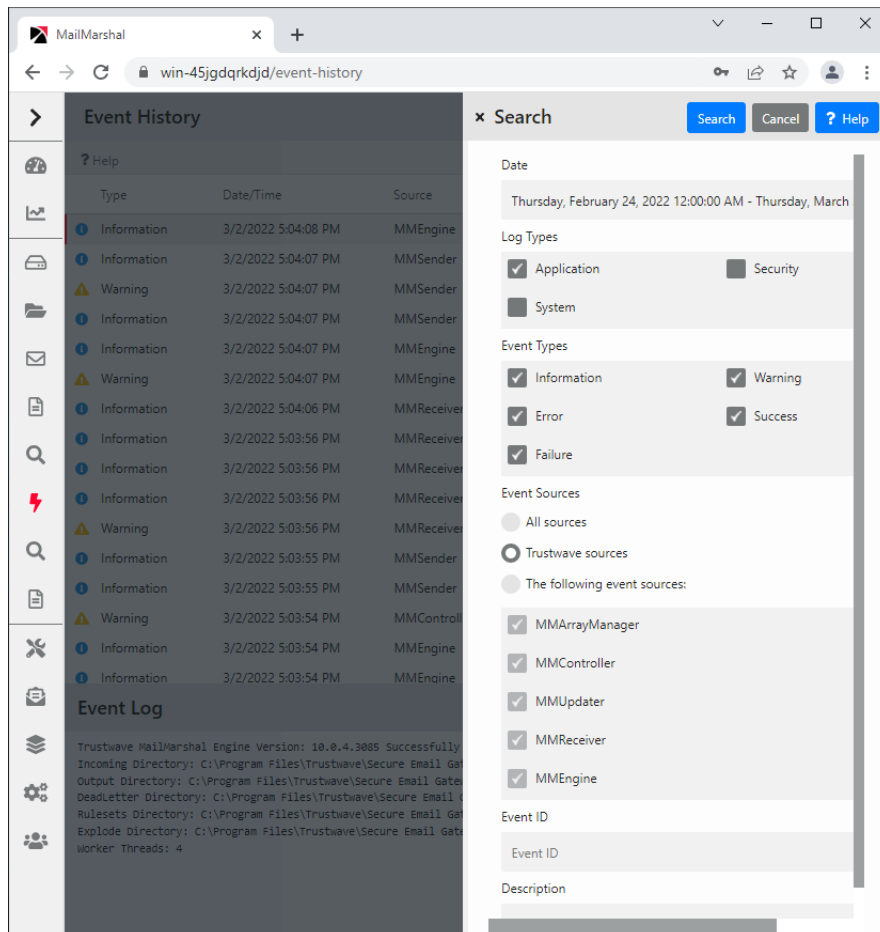 MailMarshal
win-45jgdqrkdjd/event-history
Event History
? Help
Type Date/Time Source
Information 3/2/2022 5:04:08 PM MMEngine
Information 3/2/2022 5:04:07 PM MMSender
Warning 3/2/2022 5:04:07 PM MMSender
Information 3/2/2022 5:04:07 PM MMSender
Information 3/2/2022 5:04:07 PM MMEngine
Warning 3/2/2022 5:04:07 PM MMEngine
Information 3/2/2022 5:04:06 PM MMReceiver
Information 3/2/2022 5:03:56 PM MMReceiver
Information 3/2/2022 5:03:56 PM MMReceiver
Information 3/2/2022 5:03:56 PM MMReceiver
Warning 3/2/2022 5:03:56 PM MMReceiver
Information 3/2/2022 5:03:55 PM MMSender
Information 3/2/2022 5:03:55 PM MMSender
Warning 3/2/2022 5:03:54 PM MMControll
Information 3/2/2022 5:03:54 PM MMEngine
Information 3/2/2022 5:03:54 PM MMEngine
Event Log
Trustwave MailMarshal Engine Version: 10.0.4.3085 Successfully
Incoming Directory: C:\Program Files\Trustwave\Secure Email Gat
Output Directory: C:\Program Files\Trustwave\Secure Email Gatew
DeadLetter Directory: C:\Program Files\Trustwave\Secure Email G
Rulesets Directory: C:\Program Files\Trustwave\Secure Email Gat
Explode Directory: C:\Program Files\Trustwave\Secure Email Gate
Worker Threads: 4
× Search Search Cancel ? Help
Date
Thursday, February 24, 2022 12:00:00 AM - Thursday, March
Log Types
Application Security
System
Event Types
Information Warning
Error Success
Failure
Event Sources
All sources
Trustwave sources
The following event sources:
MMArrayManager
MMController
MMUpdater
MMReceiver
MMEngine
Event ID
Event ID
Description